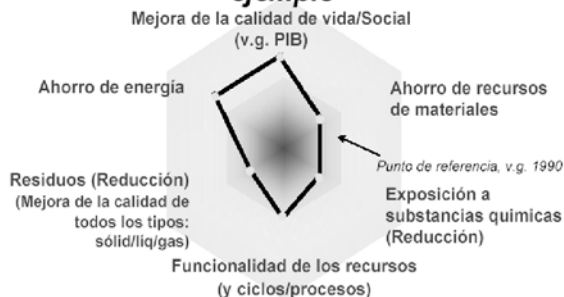 ejemplo
Mejora de la calidad de vida/Social
(v.g. PIB)
Ahorro de energía
Ahorro de recursos
de materiales
Punto de referencia, v.g. 1990
Residuos (Reducción)
(Mejora de la calidad de
todos los tipos:
sólid/líq/gas)
Exposición a
substancias quimicas
(Reducción)
Funcionalidad de los recursos
(y ciclos/procesos)